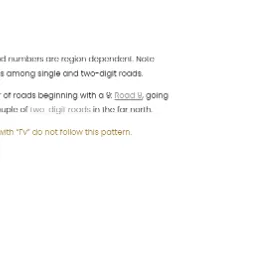 d numbers are region dependent. Note
s among single and two-digit roads.
r of roads beginning with a 9: Road 9, going
uple of two-digit roads in the far north.
with "Fv" do not follow this pattern.